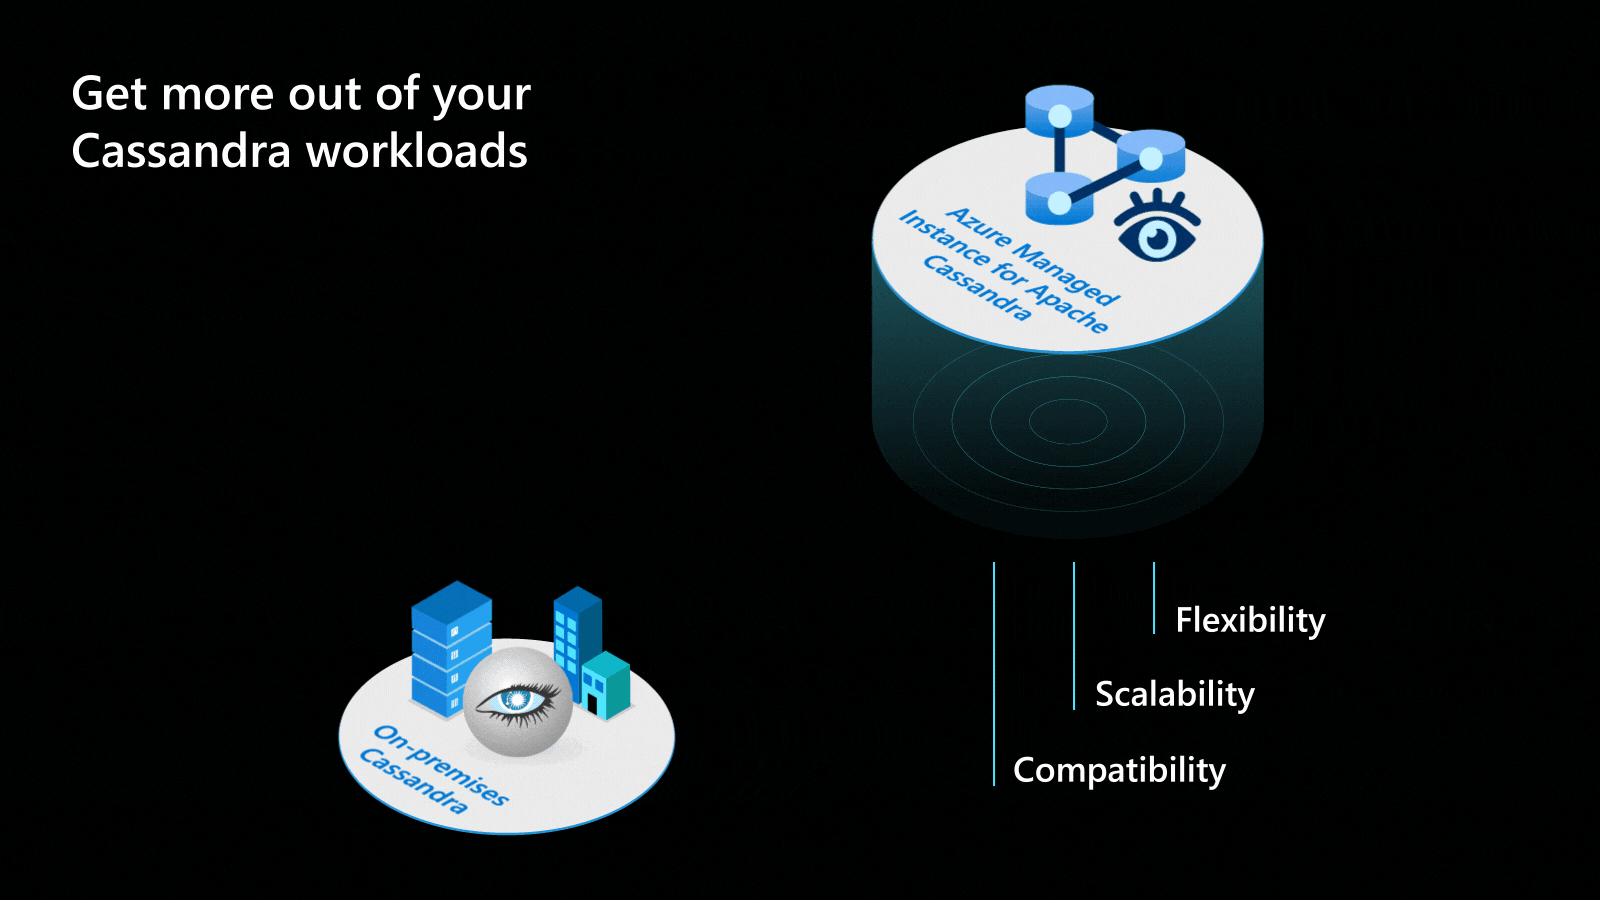 Get more out of your
Cassandra workloads
Azure Managed
Instance for Apache
Cassandra
Flexibility
Scalability
Compatibility
On-premises
Cassandra